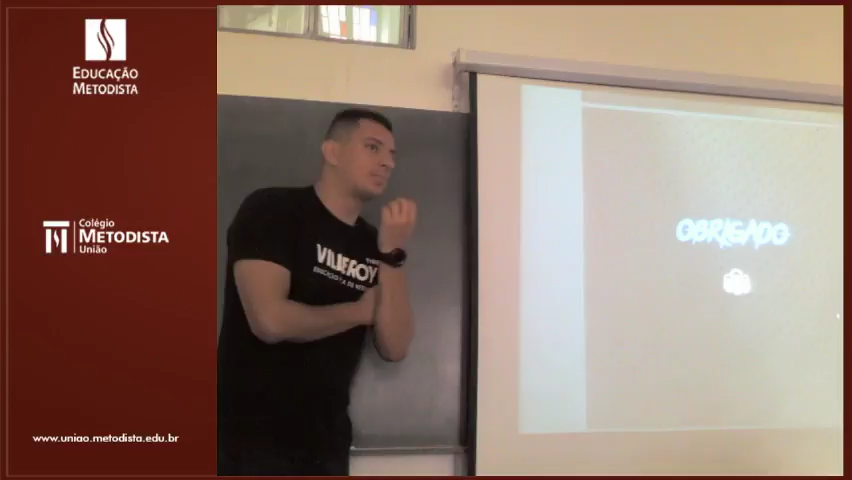 EDUCAÇÃO
METODISTA
Colégio
METODISTA
União
www.uniao.metodista.edu.br
OBRIGADO